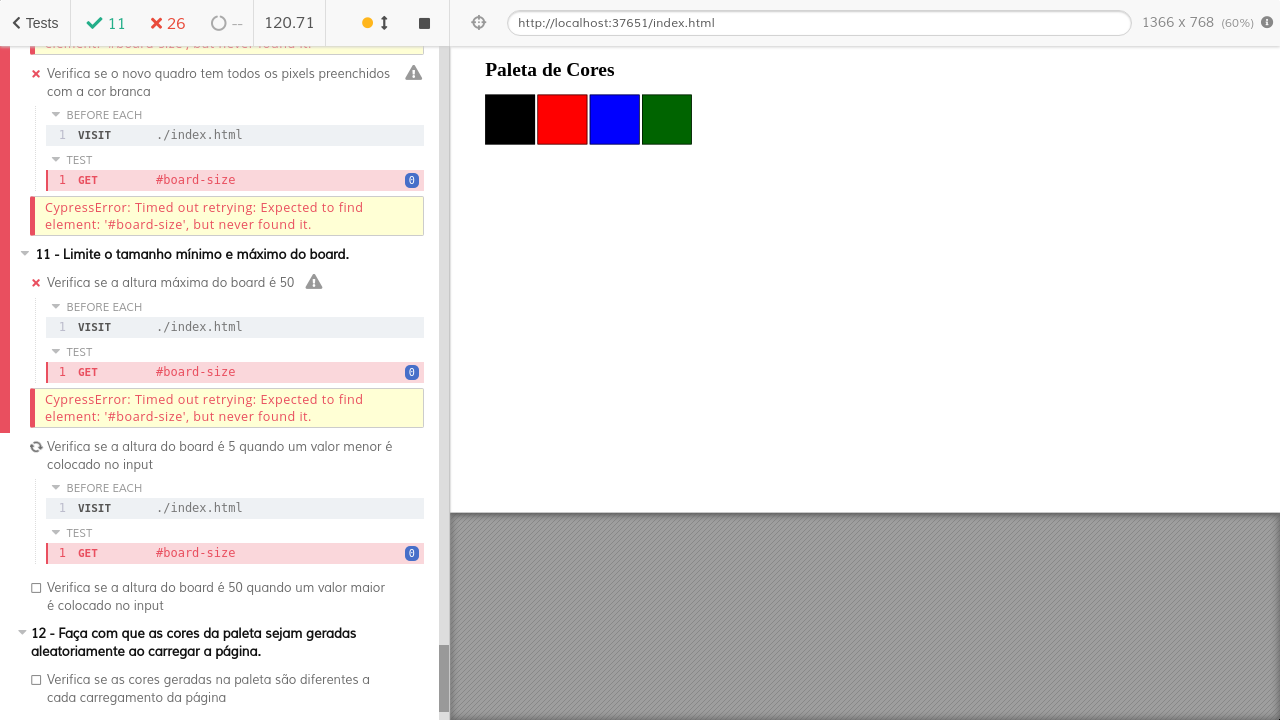 Tests
11
26
--
120.71
http://localhost:37651/index.html
1366 x 768 (60%)
element: '#board-size', but never found it.
Verifica se o novo quadro tem todos os pixels preenchidos
com a cor branca
BEFORE EACH
1 VISIT ./index.html
TEST
1 GET #board-size 0
CypressError: Timed out retrying: Expected to find
element: '#board-size', but never found it.
11 - Limite o tamanho mínimo e máximo do board.
Verifica se a altura máxima do board é 50
BEFORE EACH
1 VISIT ./index.html
TEST
1 GET #board-size 0
CypressError: Timed out retrying: Expected to find
element: '#board-size', but never found it.
Verifica se a altura do board é 5 quando um valor menor é
colocado no input
BEFORE EACH
1 VISIT ./index.html
TEST
1 GET #board-size 0
Verifica se a altura do board é 50 quando um valor maior
é colocado no input
12 - Faça com que as cores da paleta sejam geradas
aleatoriamente ao carregar a página.
Verifica se as cores geradas na paleta são diferentes a
cada carregamento da página
Paleta de Cores